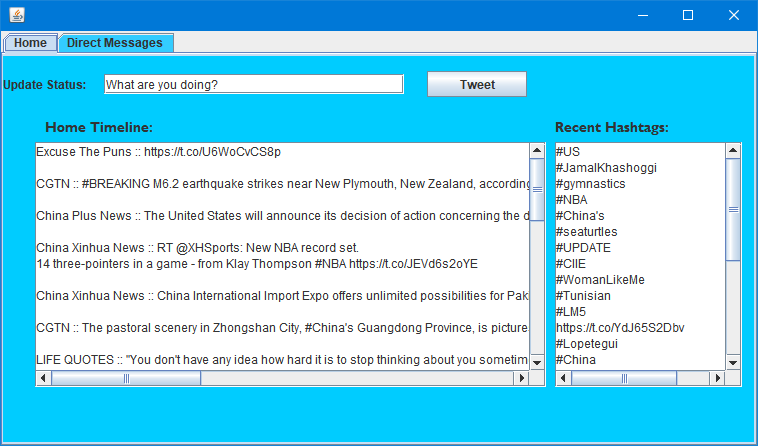 Home
Direct Messages
Update Status:
What are you doing?
Tweet
Home Timeline:
Excuse The Puns :: https://t.co/U6WoCvCS8p
CGTN :: #BREAKING M6.2 earthquake strikes near New Plymouth, New Zealand, according
China Plus News :: The United States will announce its decision of action concerning the d
China Xinhua News :: RT @XHSports: New NBA record set.
14 three-pointers in a game - from Klay Thompson #NBA https://t.co/JEVd6s2oYE
China Xinhua News :: China International Import Expo offers unlimited possibilities for Pak
CGTN :: The pastoral scenery in Zhongshan City, #China's Guangdong Province, is picture
LIFE QUOTES :: "You don't have any idea how hard it is to stop thinking about you sometim
Recent Hashtags:
#US
#JamalKhashoggi
#gymnastics
#NBA
#China's
#seaturtles
#UPDATE
#CIIE
#WomanLikeMe
#Tunisian
#LM5
https://t.co/YdJ65S2Dbv
#Lopetegui
#China